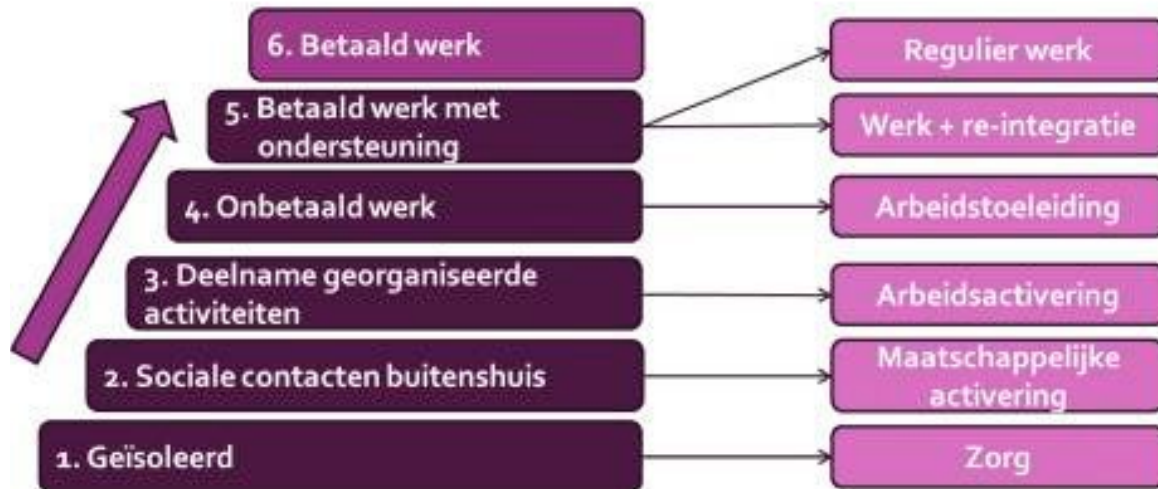 6. Betaald werk
Regulier werk
5. Betaald werk met
ondersteuning
Werk + re-integratie
4. Onbetaald werk
Arbeidstoeleiding
3. Deelname georganiseerde
activiteiten
Arbeidsactivering
2. Sociale contacten buitenshuis
Maatschappelijke
activering
1. Geïsoleerd
Zorg